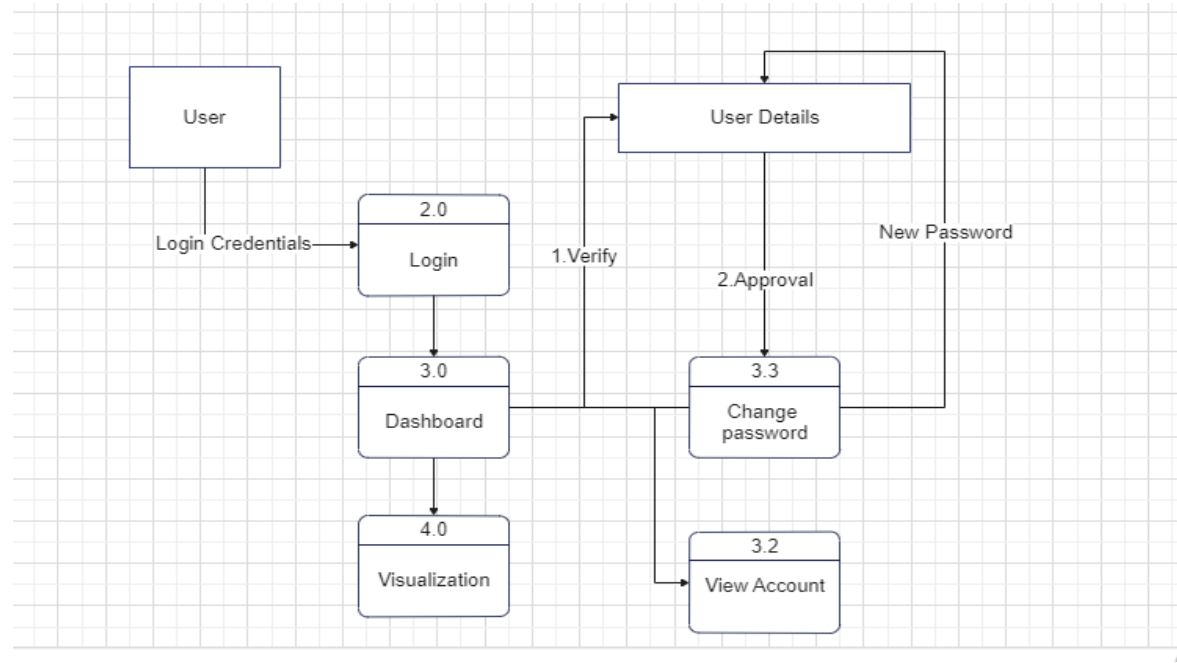 User
User Details
2.0
Login
Login Credentials
New Password
1.Verify
2.Approval
3.0
Dashboard
3.3
Change
password
4.0
Visualization
3.2
View Account